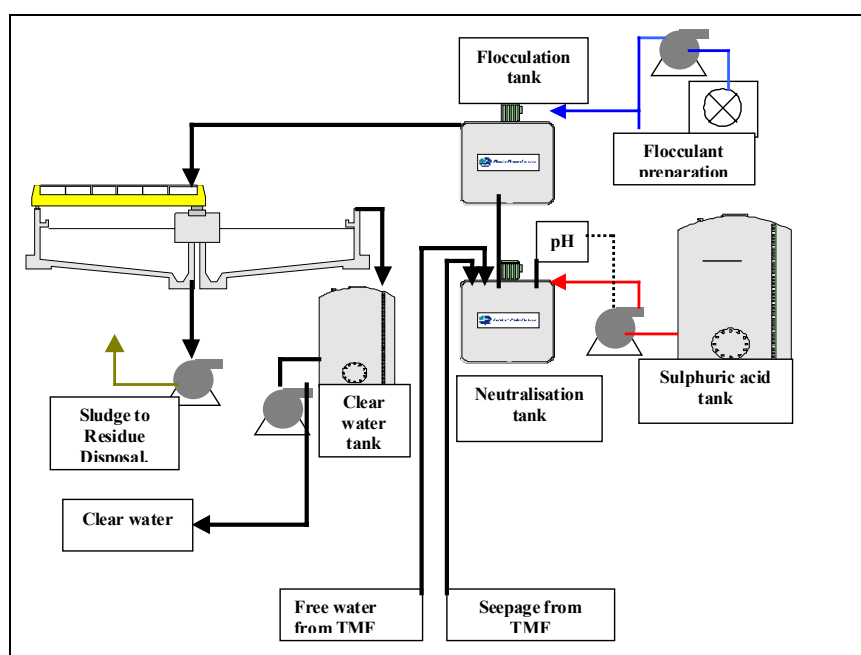 Flocculation
tank
Flocculant
preparation
pH
Sulphuric acid
tank
Neutralisation
tank
Clear
water
tank
Sludge to
Residue
Disposal.
Clear water
Free water
from TMF
Seepage from
TMF